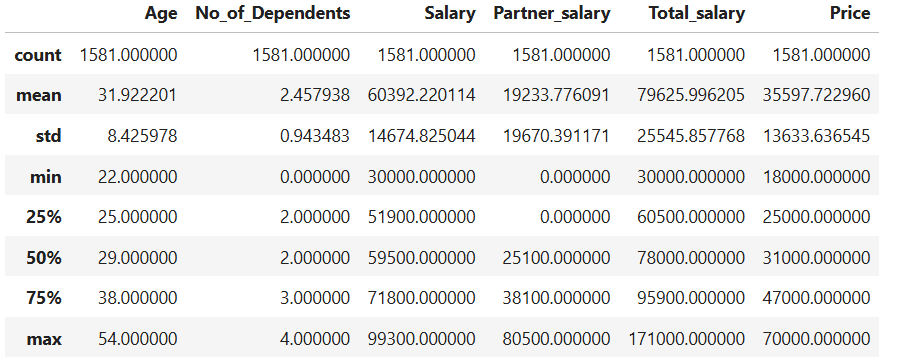 Age No_of_Dependents Salary Partner_salary Total_salary Price
count 1581.000000 1581.000000 1581.000000 1581.000000 1581.000000 1581.000000
mean 31.922201 2.457938 60392.220114 19233.776091 79625.996205 35597.722960
std 8.425978 0.943483 14674.825044 19670.391171 25545.857768 13633.636545
min 22.000000 0.000000 30000.000000 0.000000 30000.000000 18000.000000
25% 25.000000 2.000000 51900.000000 0.000000 60500.000000 25000.000000
50% 29.000000 2.000000 59500.000000 25100.000000 78000.000000 31000.000000
75% 38.000000 3.000000 71800.000000 38100.000000 95900.000000 47000.000000
max 54.000000 4.000000 99300.000000 80500.000000 171000.000000 70000.000000